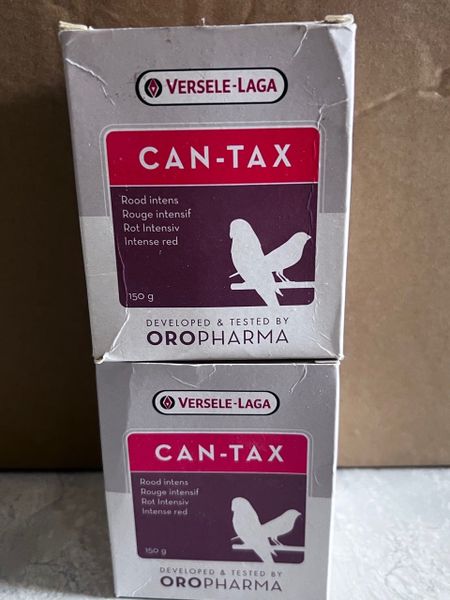 VERSELE-LAGA
CAN-TAX
Rood intens
Rouge intensif
Rot Intensiv
Intense red
150 g
DEVELOPED & TESTED BY
OROPHARMA
VERSELE-LAGA
CAN-TAX
Rood intens
Rouge intensif
Rot Intensiv
Intense red
150 g
DEVELOPED & TESTED BY
OROPHARMA